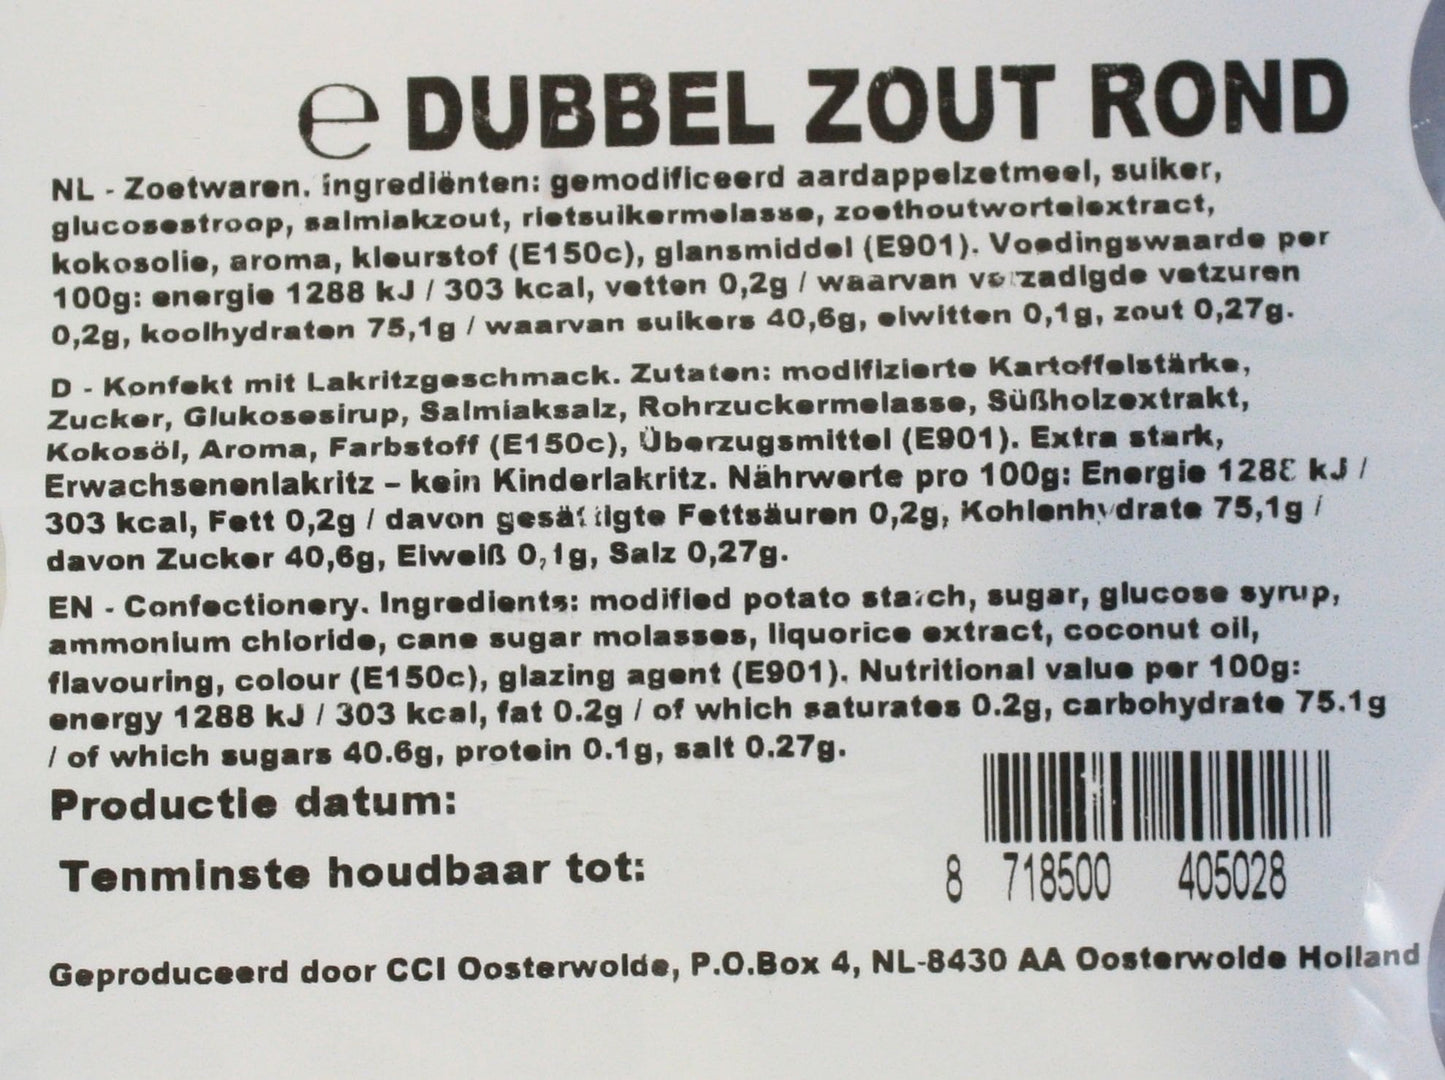 ℮ DUBBEL ZOUT ROND
NL - Zoetwaren. ingrediënten: gemodificeerd aardappelzetmeel, suiker,
glucosestroop, salmiakzout, rietsuikermelasse, zoethoutwortelextract,
kokosolie, aroma, kleurstof (E150c), glansmiddel (E901). Voedingswaarde per
100g: energie 1288 kJ / 303 kcal, vetten 0,2g / waarvan verzadigde vetzuren
0,2g, koolhydraten 75,1g / waarvan suikers 40,6g, eiwitten 0,1g, zout 0,27g.
D - Konfekt mit Lakritzgeschmack. Zutaten: modifizierte Kartoffelstärke,
Zucker, Glukosesirup, Salmiaksalz, Rohrzuckermelasse, Süßholzextrakt,
Kokosöl, Aroma, Farbstoff (E150c), Überzugsmittel (E901). Extra stark,
Erwachsenenlakritz – kein Kinderlakritz. Nährwerte pro 100g: Energie 1288 kJ /
303 kcal, Fett 0,2g / davon gesättigte Fettsäuren 0,2g, Kohlenhydrate 75,1g /
davon Zucker 40,6g, Eiweiß 0,1g, Salz 0,27g.
EN - Confectionery. Ingredients: modified potato starch, sugar, glucose syrup,
ammonium chloride, cane sugar molasses, liquorice extract, coconut oil,
flavouring, colour (E150c), glazing agent (E901). Nutritional value per 100g:
energy 1288 kJ / 303 kcal, fat 0.2g / of which saturates 0.2g, carbohydrate 75.1g
/ of which sugars 40.6g, protein 0.1g, salt 0.27g.
Productie datum:
Tenminste houdbaar tot:
8 718500 405028
Geproduceerd door CCI Oosterwolde, P.O.Box 4, NL-8430 AA Oosterwolde Holland